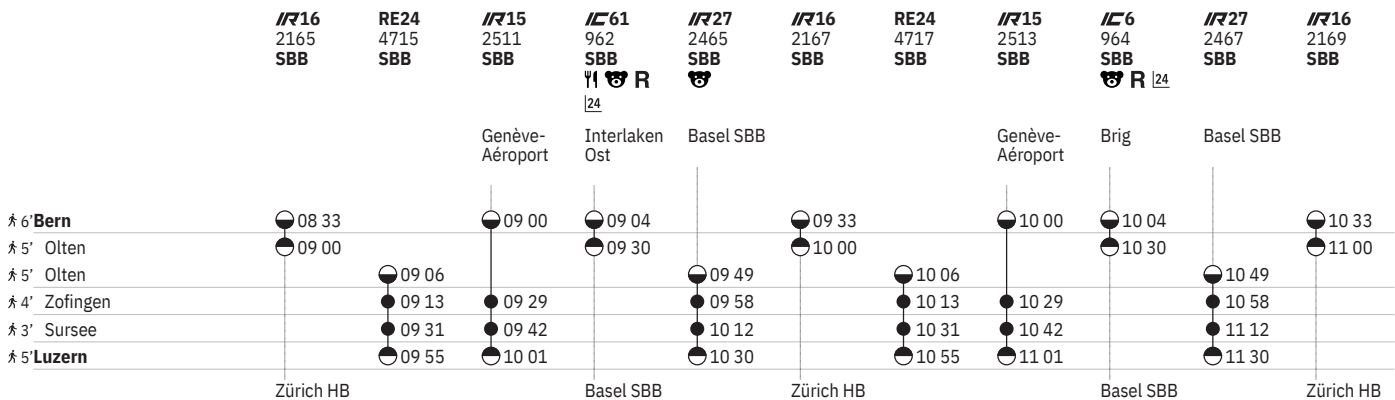 IR16 RE24 IR15 IC61 IR27 IR16 RE24 IR15 IC6 IR27 IR16
2165 4715 2511 962 2465 2167 4717 2513 964 2467 2169
SBB SBB SBB SBB SBB SBB SBB SBB SBB SBB SBB
R R 24
24
Genève- Interlaken Basel SBB Genève- Brig Basel SBB
Aéroport Ost Aéroport
6' Bern 08 33 09 00 09 04 09 33 10 00 10 04 10 33
5' Olten 09 00 09 30 10 00 10 30 11 00
5' Olten 09 06 09 49 10 06 10 49
4' Zofingen 09 13 09 29 09 58 10 13 10 29 10 58
3' Sursee 09 31 09 42 10 12 10 31 10 42 11 12
5' Luzern 09 55 10 01 10 30 10 55 11 01 11 30
Zürich HB Basel SBB Zürich HB Basel SBB Zürich HB